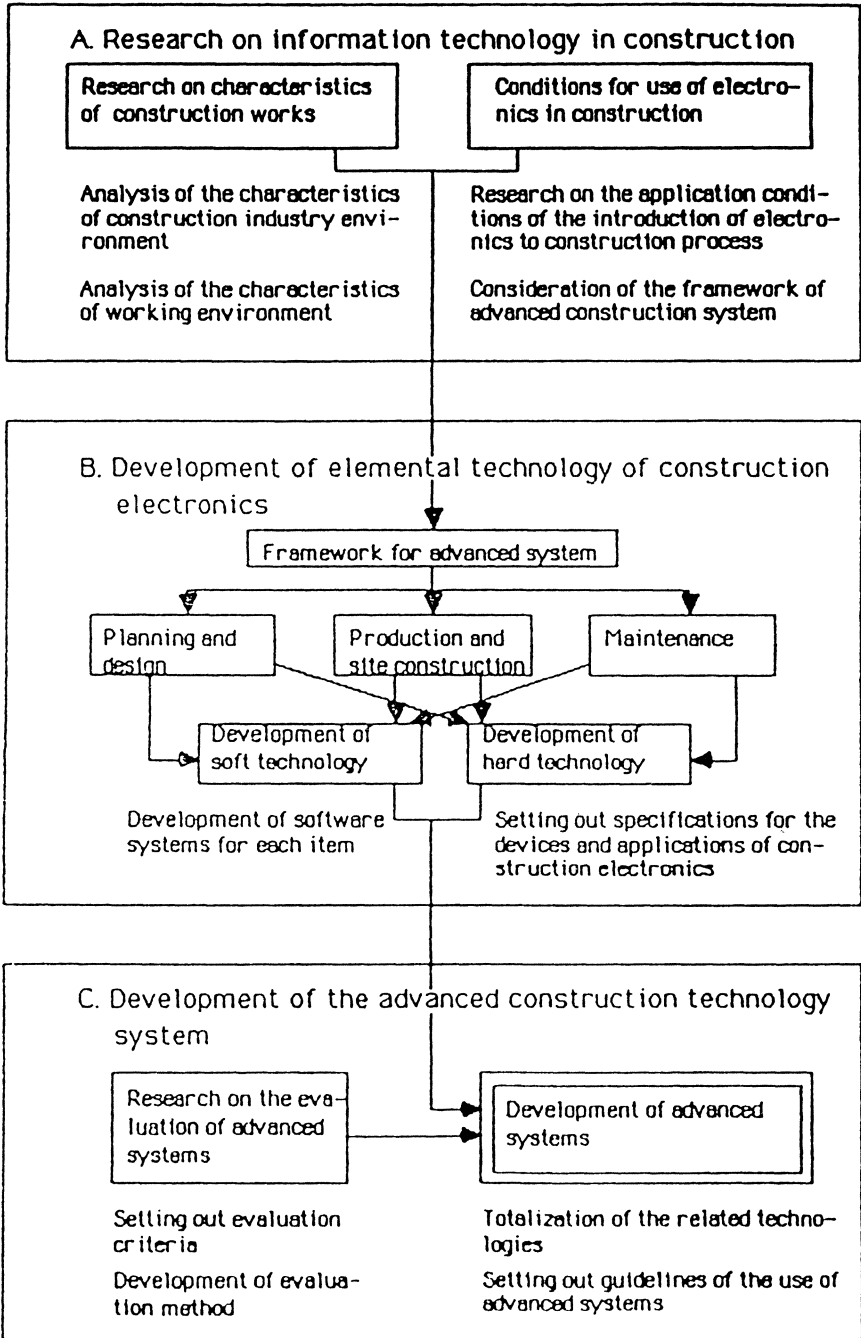 A. Research on information technology in construction
Research on characteristics
of construction works
Conditions for use of electro-
nics in construction
Analysis of the characteristics
of construction industry envi-
ronment
Analysis of the characteristics
of working environment
Research on the application condi-
tions of the introduction of electro-
nics to construction process
Consideration of the framework of
advanced construction system
B. Development of elemental technology of construction
electronics
Framework for advanced system
Planning and
design
Production and
site construction
Maintenance
Development of
soft technology
Development of
hard technology
Development of software
systems for each item
Setting out specifications for the
devices and applications of con-
struction electronics
C. Development of the advanced construction technology
system
Research on the eva-
luation of advanced
systems
Development of advanced
systems
Setting out evaluation
criteria
Development of evalua-
tion method
Totalization of the related techno-
logies
Setting out guidelines of the use of
advanced systems